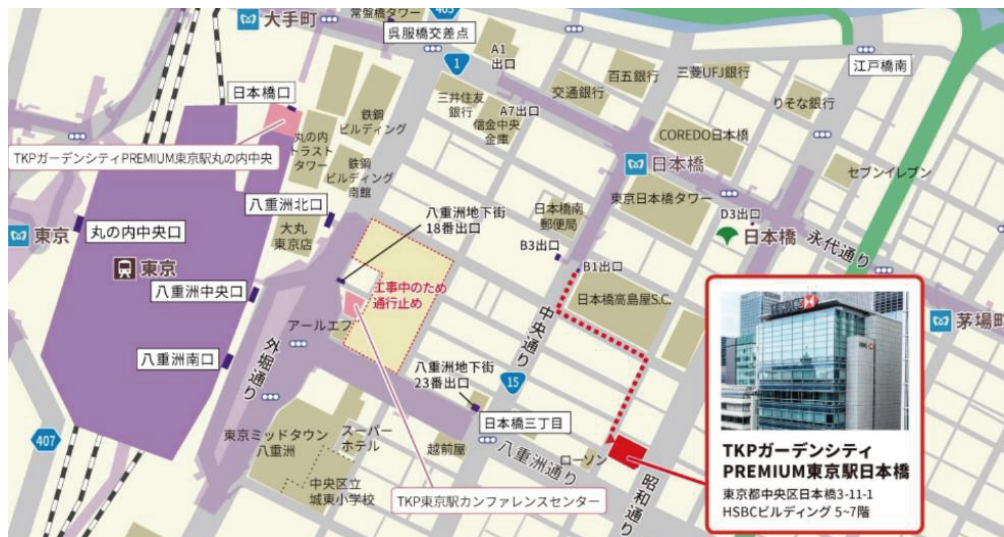 大手町
常盤橋タワー
405
呉服橋交差点
A1
出口
1
江戸橋南
百五銀行
三菱UFJ銀行
交通銀行
りそな銀行
三井住友
銀行
A7出口
信金中央
金庫
日本橋口
鉄鋼
ビルディング
丸の内
トラスト
タワー
TKPガーデンシティPREMIUM東京駅丸の内中央
鉄鋼
ビルディング
南館
COREDO日本橋
日本橋
セブンイレブン
東京日本橋タワー
八重洲北口
八重洲地下街
18番出口
日本橋南
郵便局
D3出口
日本橋
永代通り
東京
丸の内中央口
大丸
東京店
B3出口
B1出口
東京
八重洲中央口
工事中のため
通行止め
日本橋高島屋S.C.
中央通り
アールエフ
外堀通り
八重洲南口
八重洲地下街
23番出口
15
茅場町
日本橋三丁目
407
東京ミッドタウン
八重洲
スーパー
ホテル
越前屋
八重洲通り
ローソン
昭和通り
中央区立
城東小学校
TKP東京駅カンファレンスセンター
HSBC
TKPガーデンシティ
PREMIUM東京駅日本橋
東京都中央区日本橋3-11-1
HSBCビルディング 5~7階